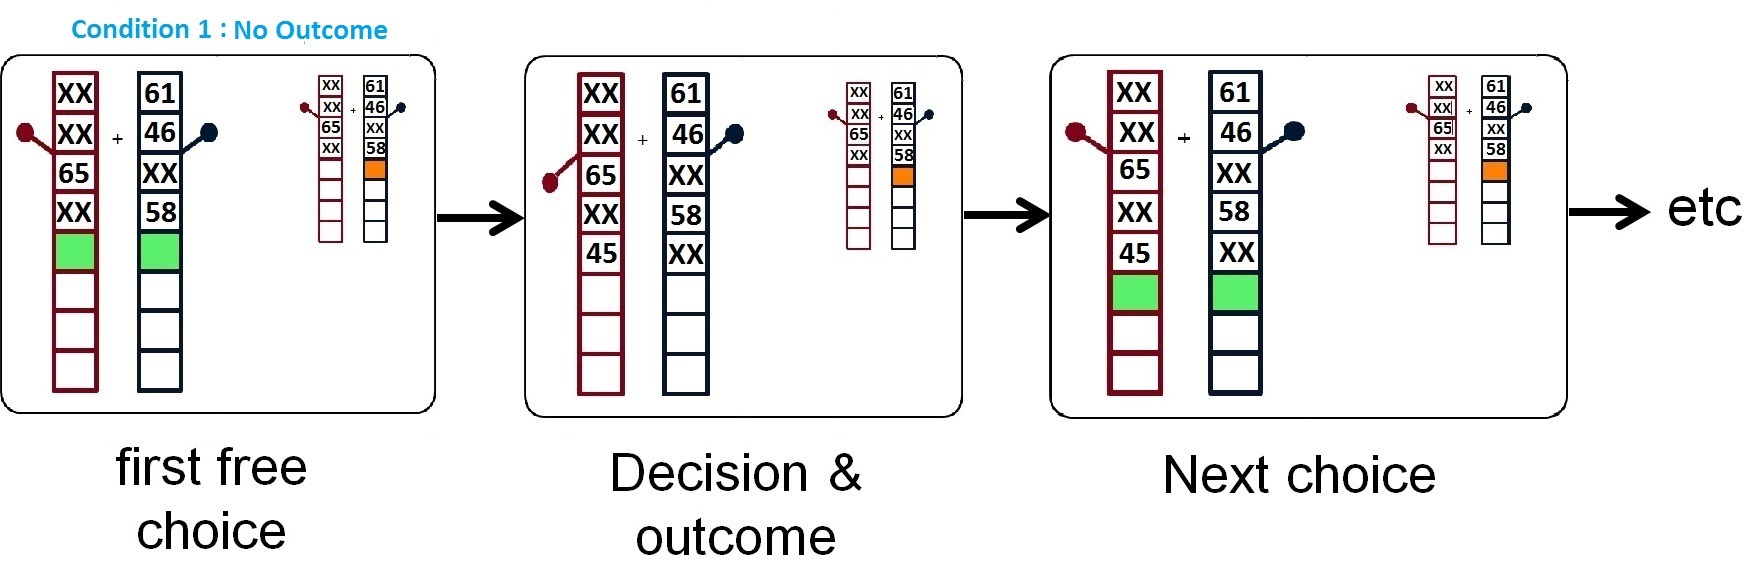 Condition 1 : No Outcome
XX 61
XX + 46
65 XX
XX 58
XX 61
XX + 46
65 XX
XX 58
XX 61
XX + 46
65 XX
XX 58
45 XX
XX 61
XX + 46
65 XX
XX 58
XX 61
XX + 46
65 XX
XX 58
45 XX
XX 61
XX + 46
65 XX
XX 58
etc
first free
choice
Decision &
outcome
Next choice